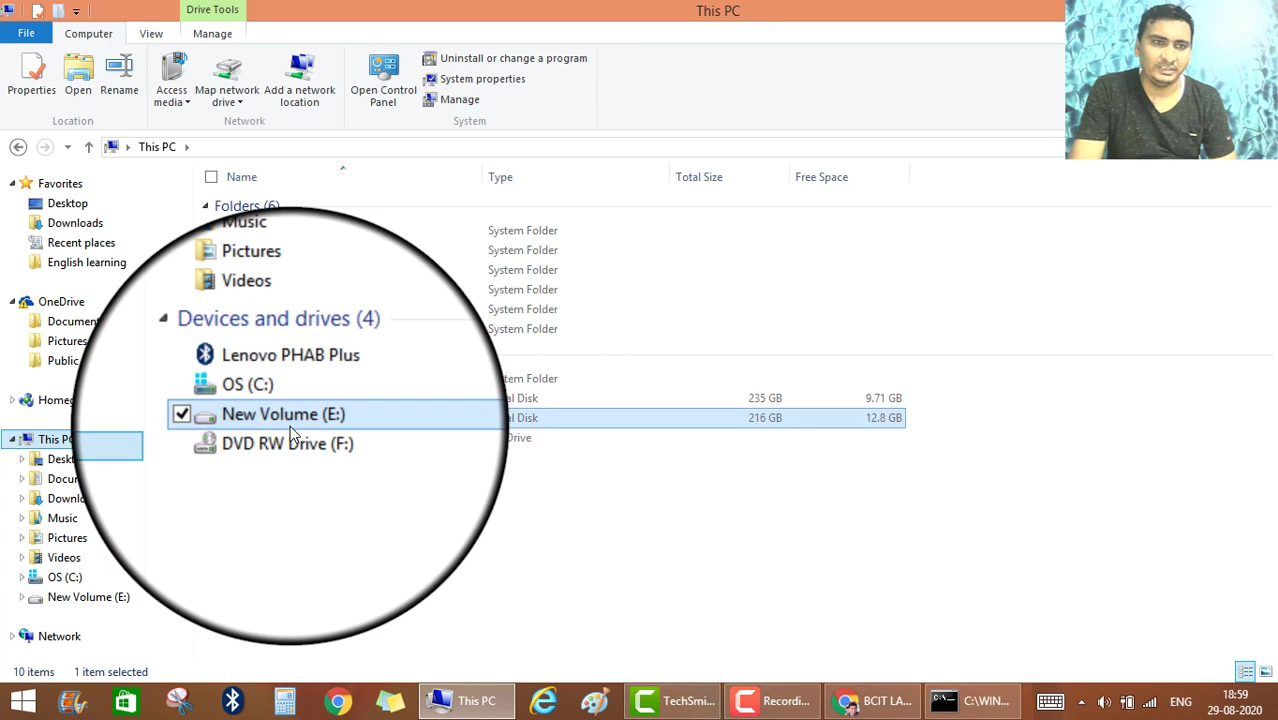 Drive Tools
This PC
File
Computer
View
Manage
Properties
Open
Rename
Access media
Map network drive
Add a network location
Open Control Panel
Uninstall or change a program
System properties
Manage
Location
Network
System
This PC
Name
Type
Total Size
Free Space
Favorites
Desktop
Downloads
Recent places
English learning
OneDrive
Pictures
Public
This PC
Music
Pictures
Videos
OS (C:)
New Volume (E:)
Network
Folders (6)
Music
Pictures
Videos
Devices and drives (4)
Lenovo PHAB Plus
OS (C:)
New Volume (E:)
DVD RW Drive (F:)
System Folder
System Folder
System Folder
System Folder
System Folder
System Folder
235 GB
9.71 GB
216 GB
12.8 GB
10 items
1 item selected
This PC
TechSmi...
Recordi...
BCIT LA...
C:\WIN...
ENG
18:59
29-08-2020